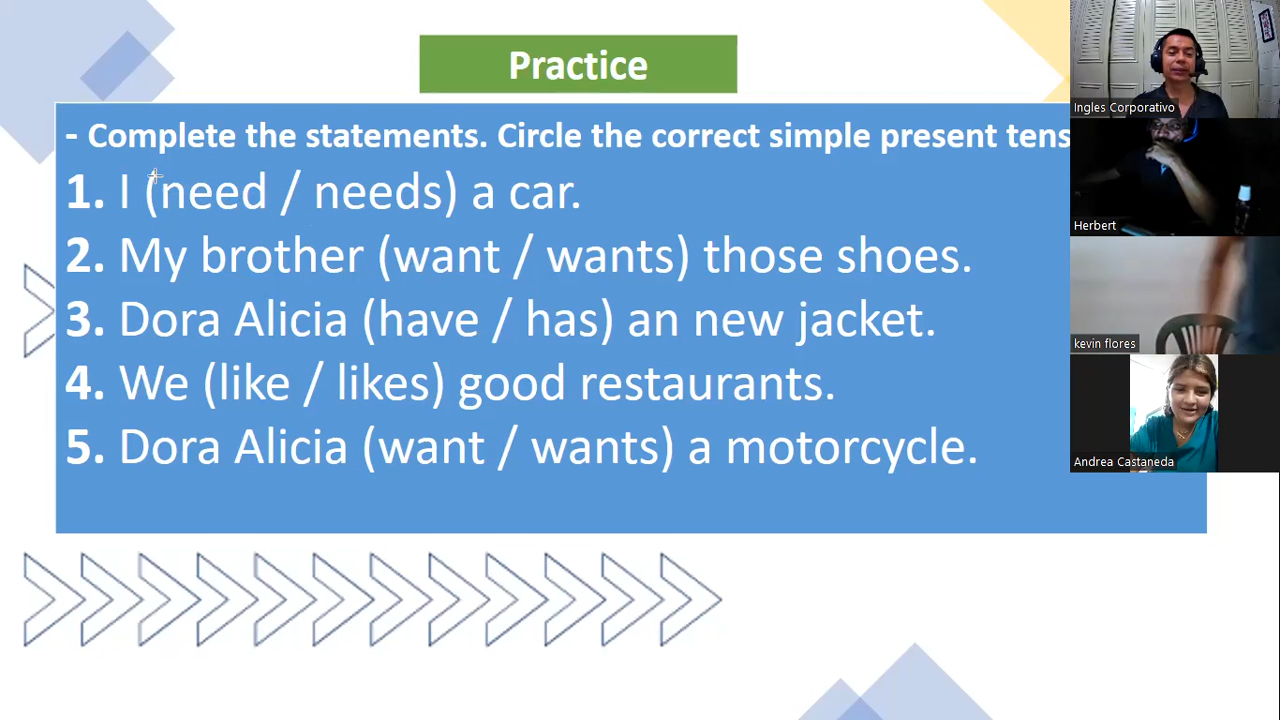 Practice
- Complete the statements. Circle the correct simple present tens
1. I (need / needs) a car.
2. My brother (want / wants) those shoes.
3. Dora Alicia (have / has) an new jacket.
4. We (like / likes) good restaurants.
5. Dora Alicia (want / wants) a motorcycle.
Ingles Corporativo
Herbert
kevin flores
Andrea Castaneda